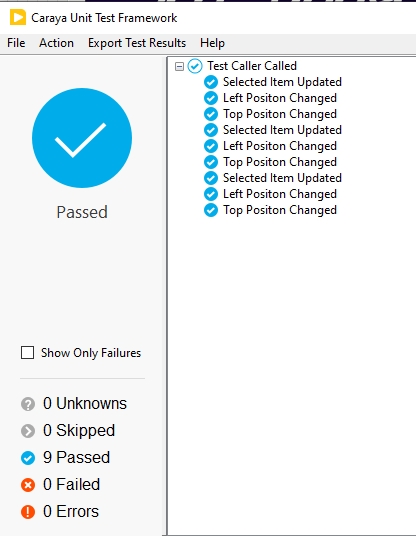 Caraya Unit Test Framework
File Action Export Test Results Help
Passed
Show Only Failures
0 Unknowns
0 Skipped
9 Passed
0 Failed
0 Errors
Test Caller Called
Selected Item Updated
Left Positon Changed
Top Positon Changed
Selected Item Updated
Left Positon Changed
Top Positon Changed
Selected Item Updated
Left Positon Changed
Top Positon Changed